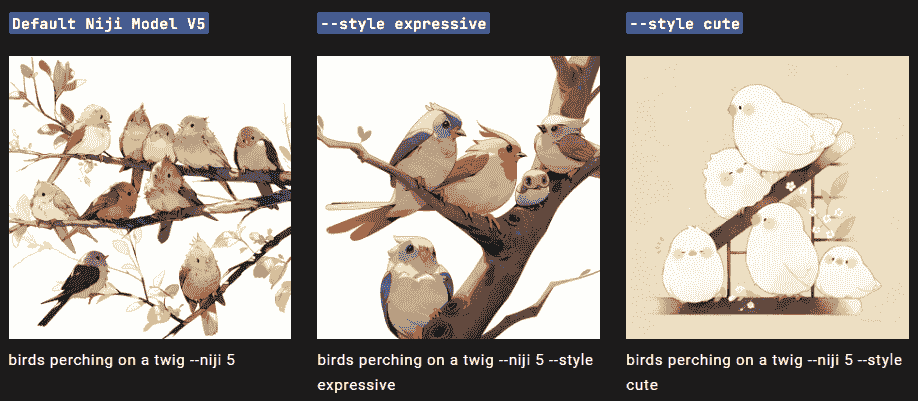 Default Niji Model V5
--style expressive
--style cute
birds perching on a twig --niji 5
birds perching on a twig --niji 5 --style
expressive
birds perching on a twig --niji 5 --style
cute